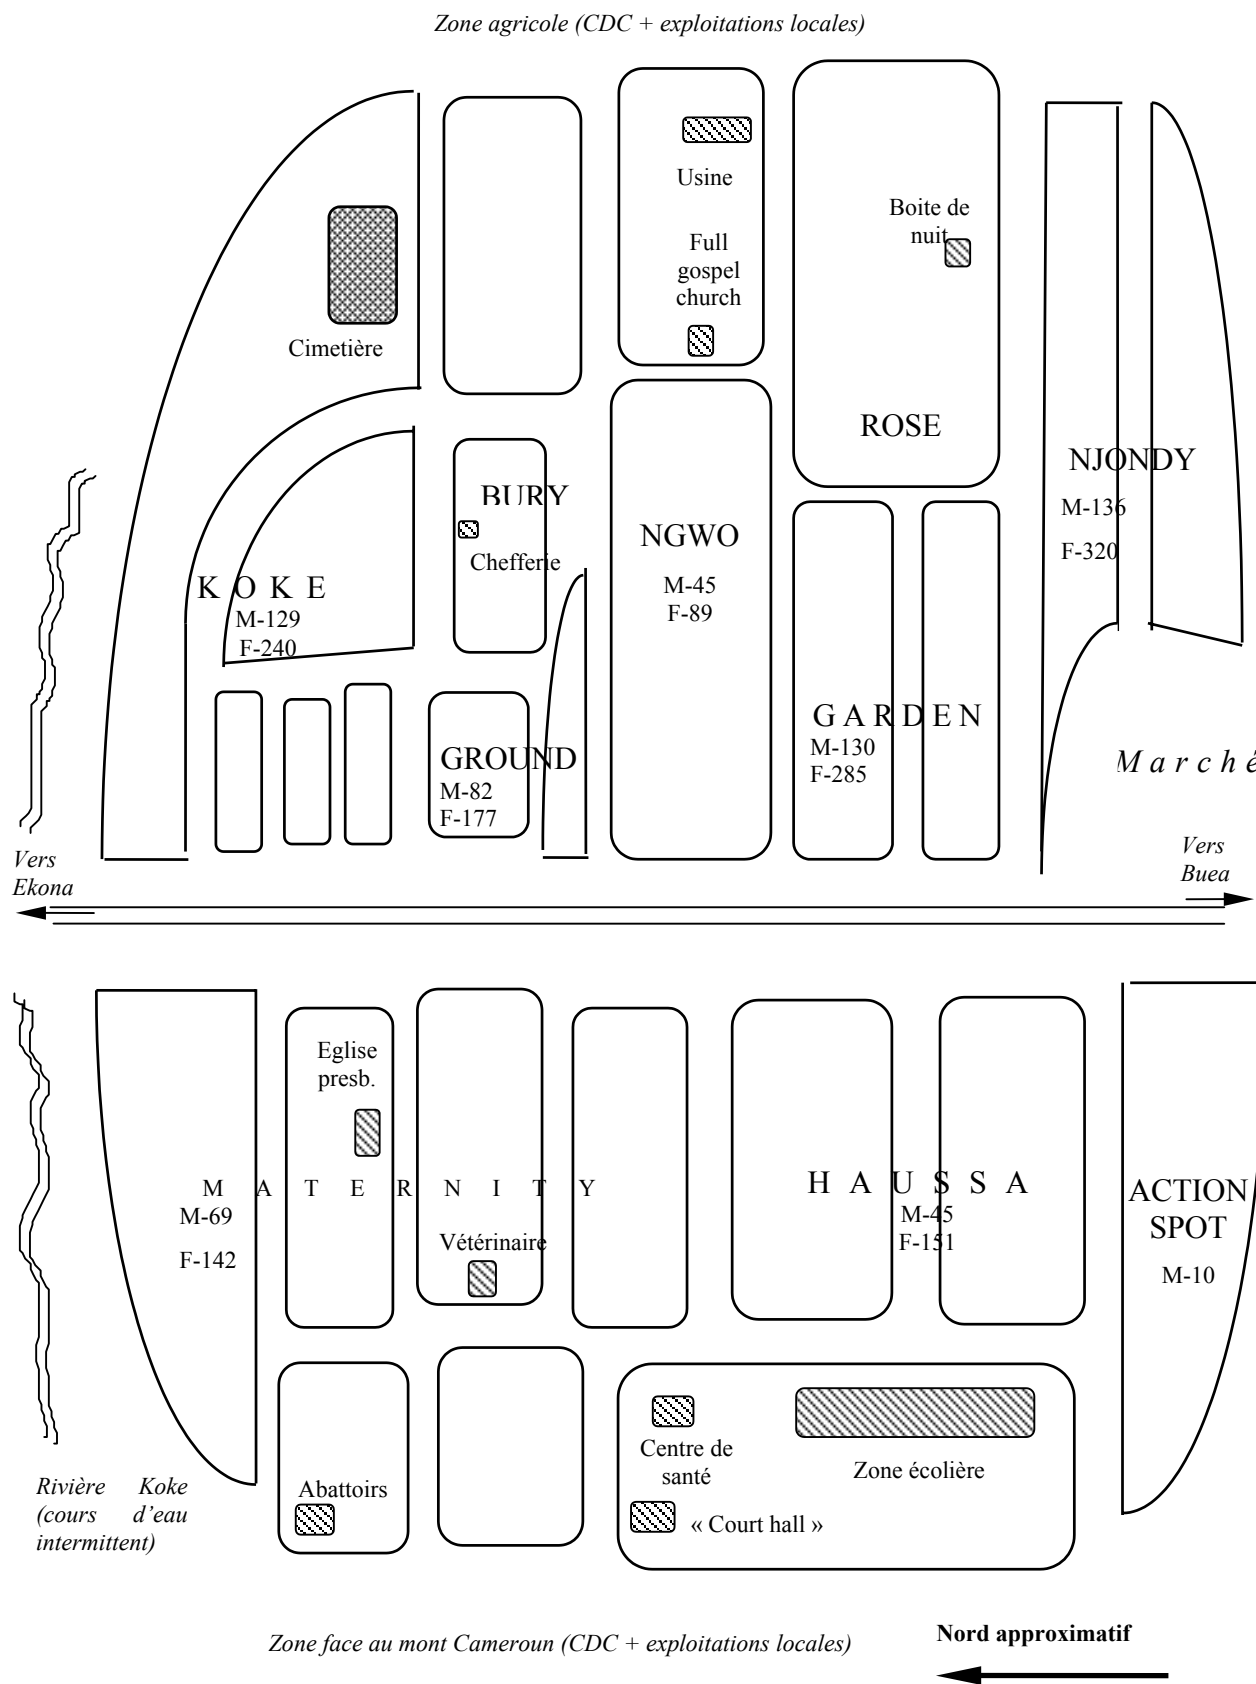 Zone agricole (CDC + exploitations locales)
Usine
Boite de
nuit
Full
gospel
church
Cimetière
ROSE
NJONDY
M-136
F-320
BURY
Chefferie
NGWO
M-45
F-89
KOKE
M-129
F-240
GARDEN
M-130
F-285
GROUND
M-82
F-177
Marché
Vers
Ekona
Vers
Buea
Eglise
presb.
MATERNITY
M-69
F-142
Vétérinaire
HAUSSA
M-45
F-151
ACTION
SPOT
M-10
Centre de
santé
Zone écolière
Abattoirs
« Court hall »
Rivière Koke
(cours d’eau
intermittent)
Zone face au mont Cameroun (CDC + exploitations locales)
Nord approximatif